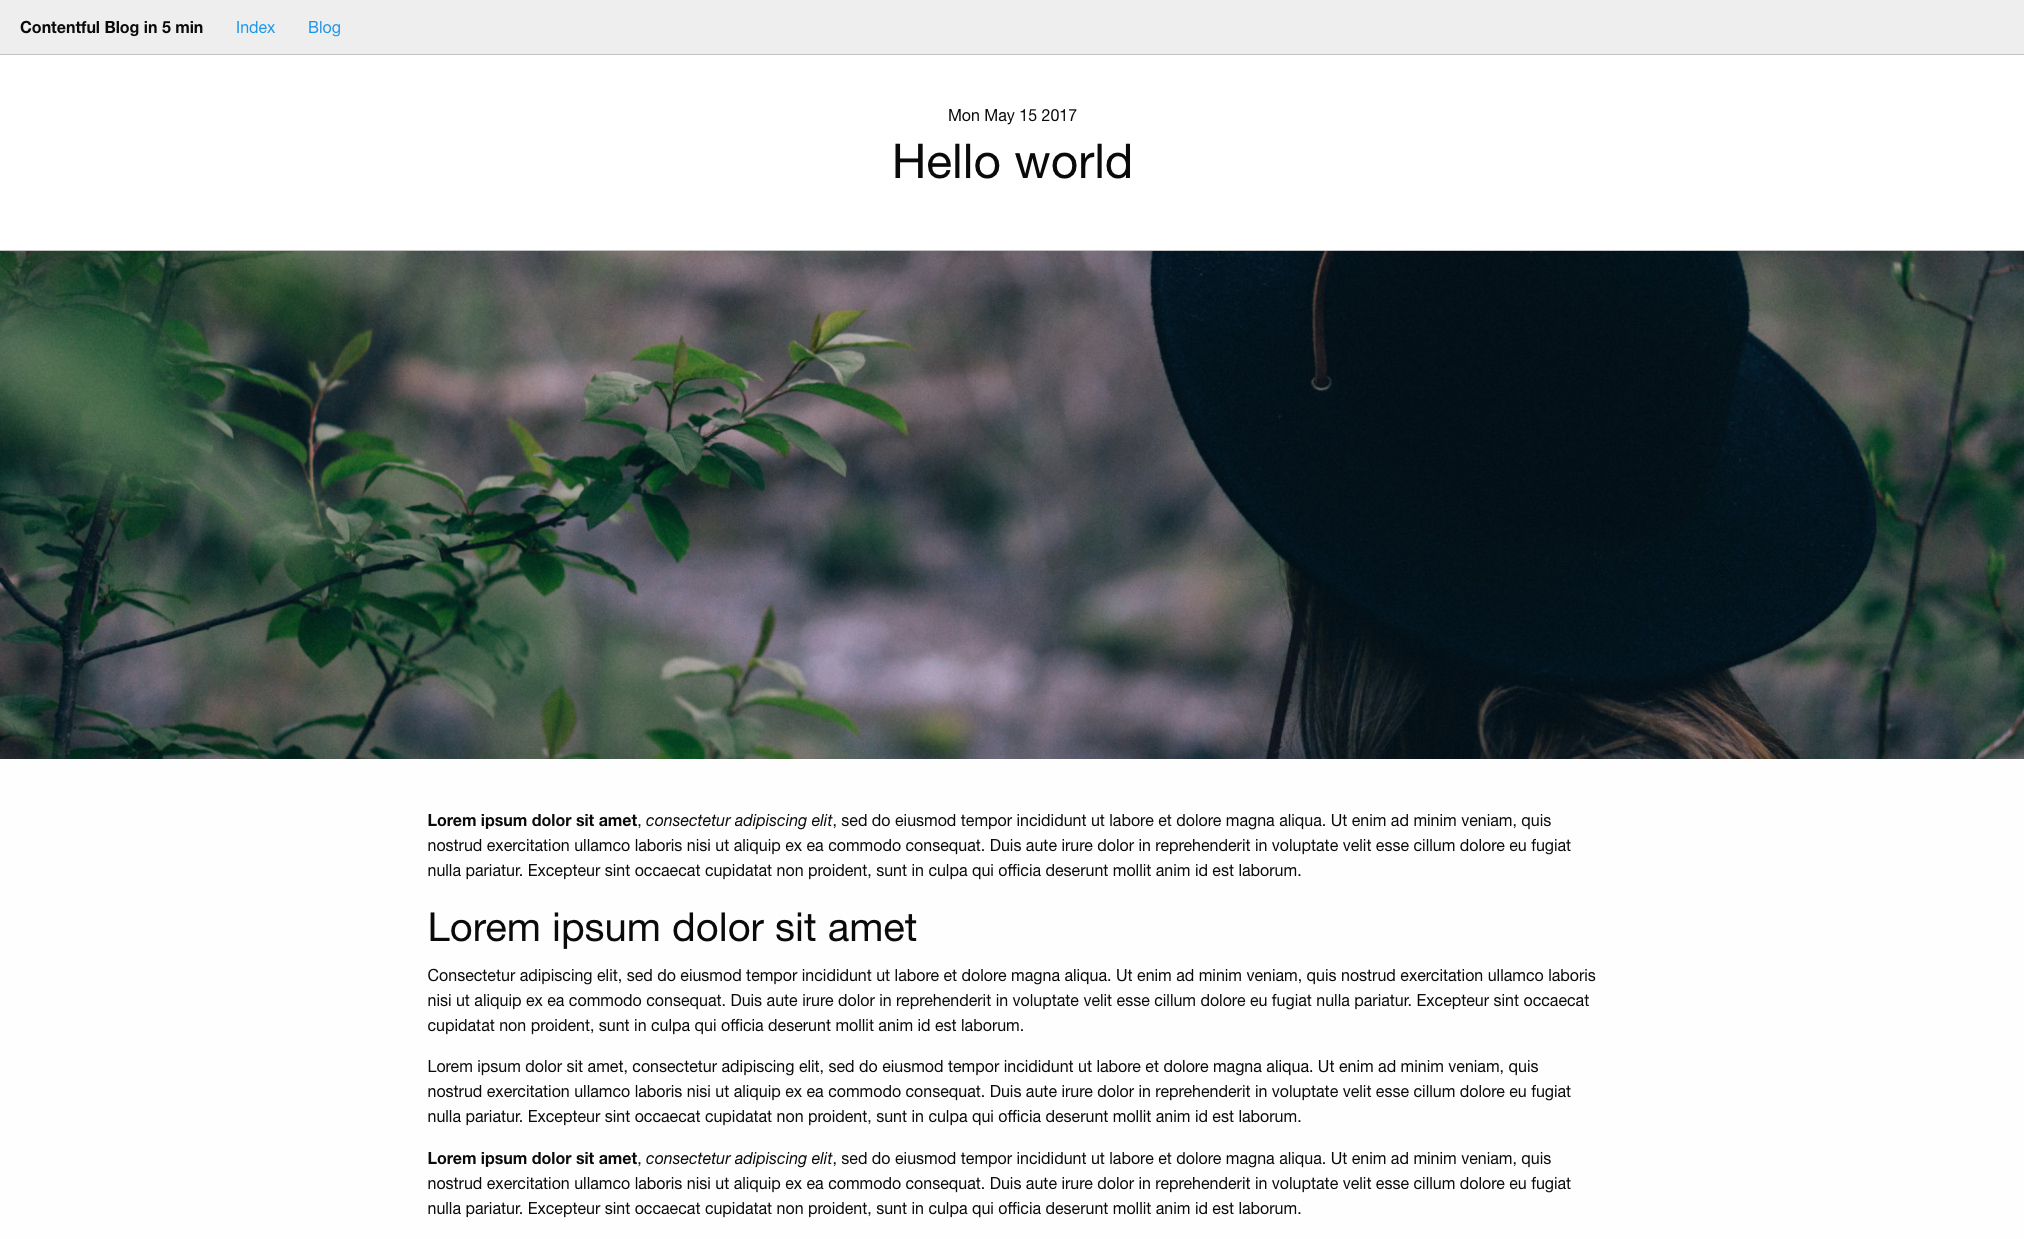 Contentful Blog in 5 min Index Blog
Mon May 15 2017
Hello world
Lorem ipsum dolor sit amet, consectetur adipiscing elit, sed do eiusmod tempor incididunt ut labore et dolore magna aliqua. Ut enim ad minim veniam, quis
nostrud exercitation ullamco laboris nisi ut aliquip ex ea commodo consequat. Duis aute irure dolor in reprehenderit in voluptate velit esse cillum dolore eu fugiat
nulla pariatur. Excepteur sint occaecat cupidatat non proident, sunt in culpa qui officia deserunt mollit anim id est laborum.
Lorem ipsum dolor sit amet
Consectetur adipiscing elit, sed do eiusmod tempor incididunt ut labore et dolore magna aliqua. Ut enim ad minim veniam, quis nostrud exercitation ullamco laboris
nisi ut aliquip ex ea commodo consequat. Duis aute irure dolor in reprehenderit in voluptate velit esse cillum dolore eu fugiat nulla pariatur. Excepteur sint occaecat
cupidatat non proident, sunt in culpa qui officia deserunt mollit anim id est laborum.
Lorem ipsum dolor sit amet, consectetur adipiscing elit, sed do eiusmod tempor incididunt ut labore et dolore magna aliqua. Ut enim ad minim veniam, quis
nostrud exercitation ullamco laboris nisi ut aliquip ex ea commodo consequat. Duis aute irure dolor in reprehenderit in voluptate velit esse cillum dolore eu fugiat
nulla pariatur. Excepteur sint occaecat cupidatat non proident, sunt in culpa qui officia deserunt mollit anim id est laborum.
Lorem ipsum dolor sit amet, consectetur adipiscing elit, sed do eiusmod tempor incididunt ut labore et dolore magna aliqua. Ut enim ad minim veniam, quis
nostrud exercitation ullamco laboris nisi ut aliquip ex ea commodo consequat. Duis aute irure dolor in reprehenderit in voluptate velit esse cillum dolore eu fugiat
nulla pariatur. Excepteur sint occaecat cupidatat non proident, sunt in culpa qui officia deserunt mollit anim id est laborum.